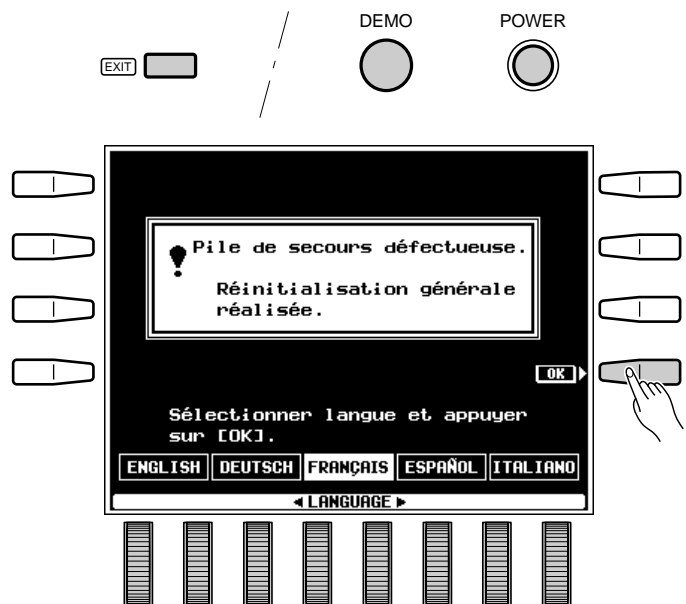 DEMO POWER
EXIT
Pile de secours défectueuse.
Réinitialisation générale
réalisée.
OK
Sélectionner langue et appuyer
sur [OK].
ENGLISH DEUTSCH FRANÇAIS ESPAÑOL ITALIANO
LANGUAGE